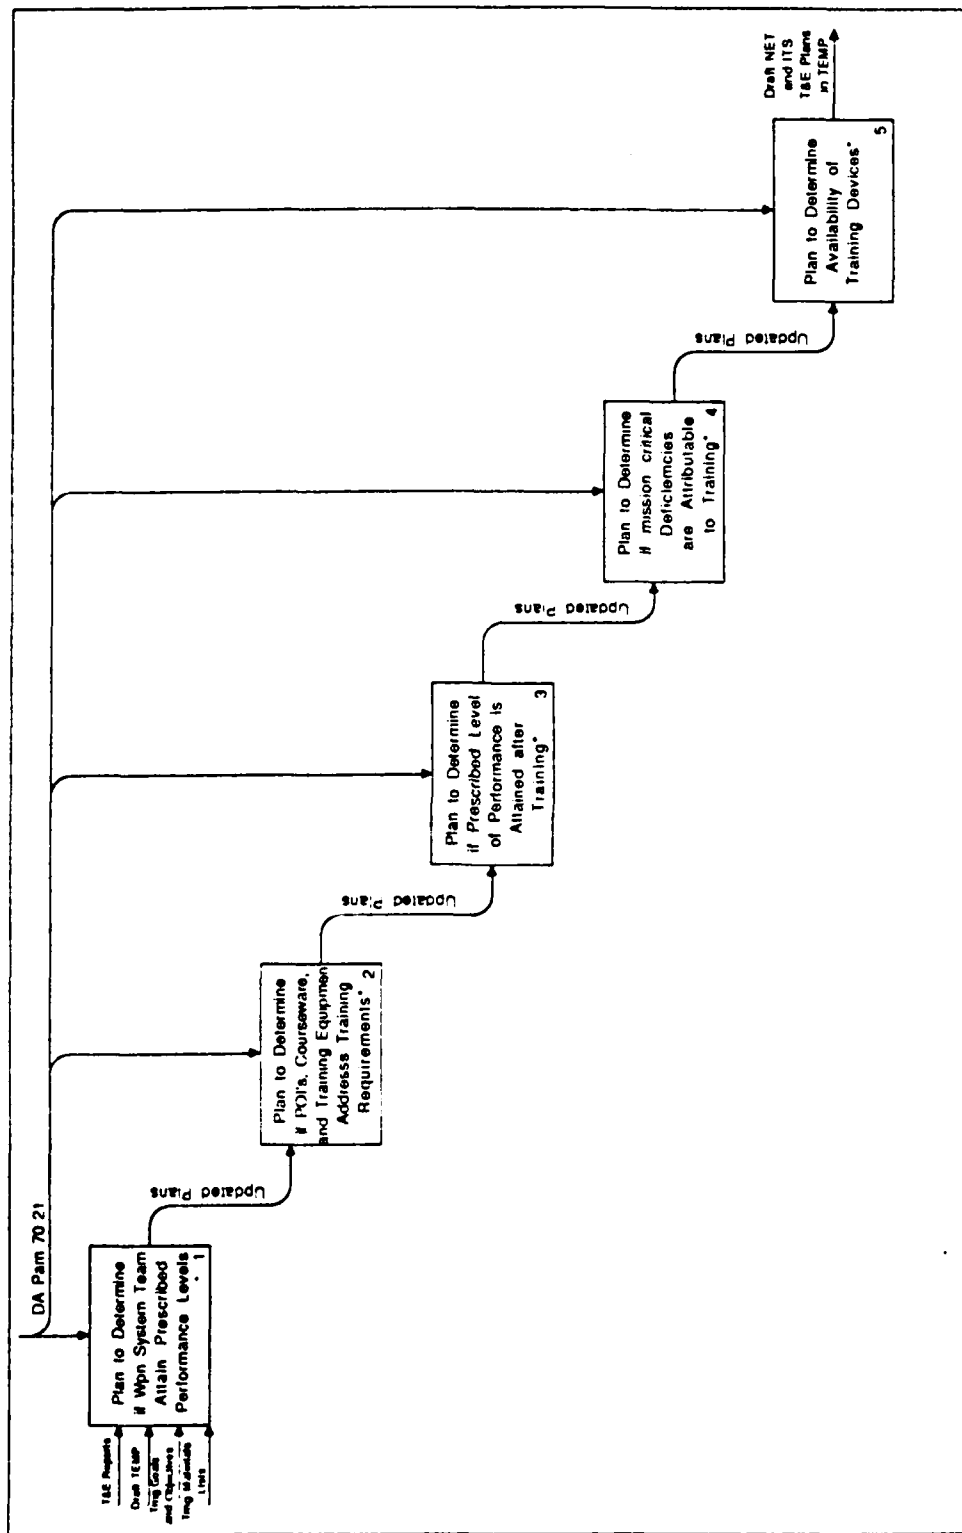 DA Pam 70 21
T&E Reports
Draft TEMP
Trng Goals
and Objectives
Trng Materials
Lists
Plan to Determine
if Wpn System Team
Attain Prescribed
Performance Levels
* 1
Updated Plans
Plan to Determine
if POI's, Courseware,
and Training Equipmen
Addresss Training
Requirements* 2
Updated Plans
Plan to Determine
if Prescribed Level
of Performance is
Attained after
Training* 3
Updated Plans
Plan to Determine
if mission critical
Deficiemcies
are Attributable
to Training* 4
Updated Plans
Plan to Determine
Availability of
Training Devices*
5
Draft NET
and ITS
T&E Plans
in TEMP